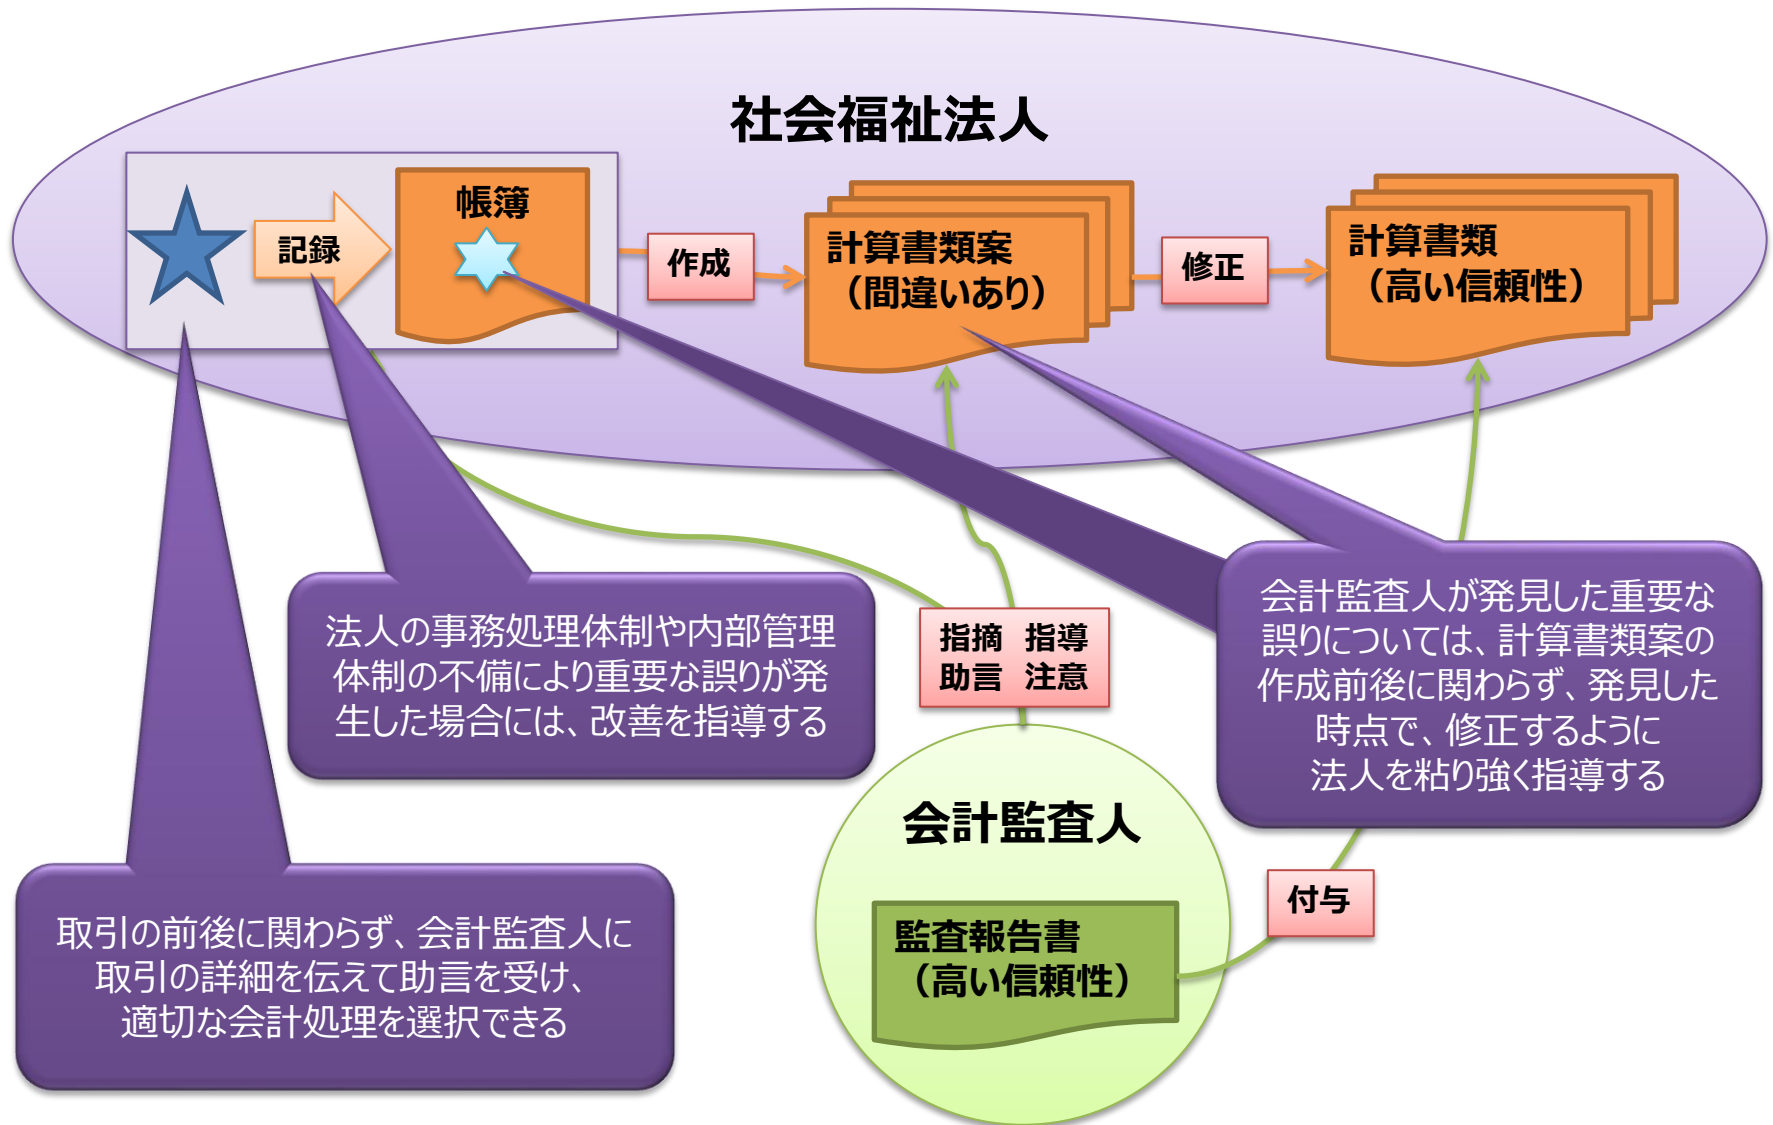 社会福祉法人
記録
帳簿
作成
計算書類案
（間違いあり）
修正
計算書類
（高い信頼性）
法人の事務処理体制や内部管理
体制の不備により重要な誤りが発
生した場合には、改善を指導する
指摘　指導
助言　注意
会計監査人が発見した重要な
誤りについては、計算書類案の
作成前後に関わらず、発見した
時点で、修正するように
法人を粘り強く指導する
会計監査人
監査報告書
（高い信頼性）
付与
取引の前後に関わらず、会計監査人に
取引の詳細を伝えて助言を受け、
適切な会計処理を選択できる